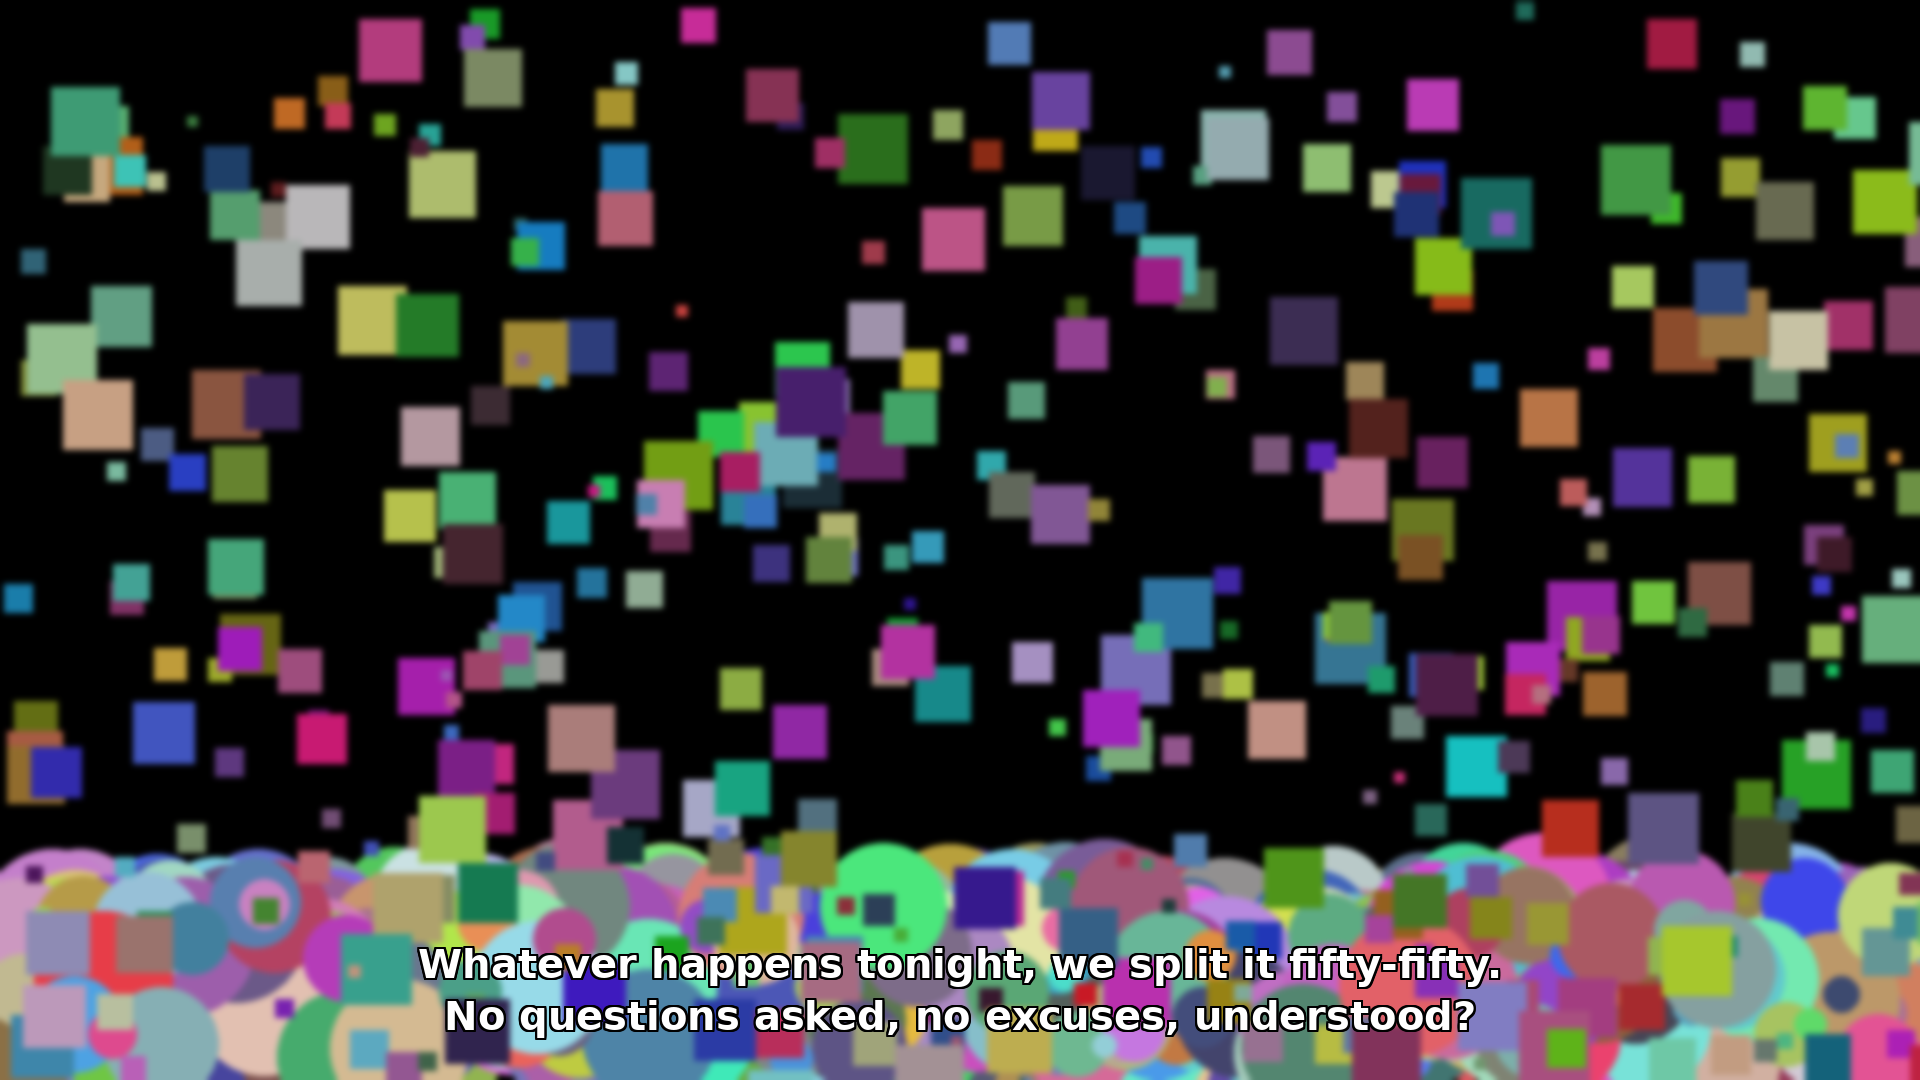 Whatever happens tonight, we split it fifty-fifty.
No questions asked, no excuses, understood?